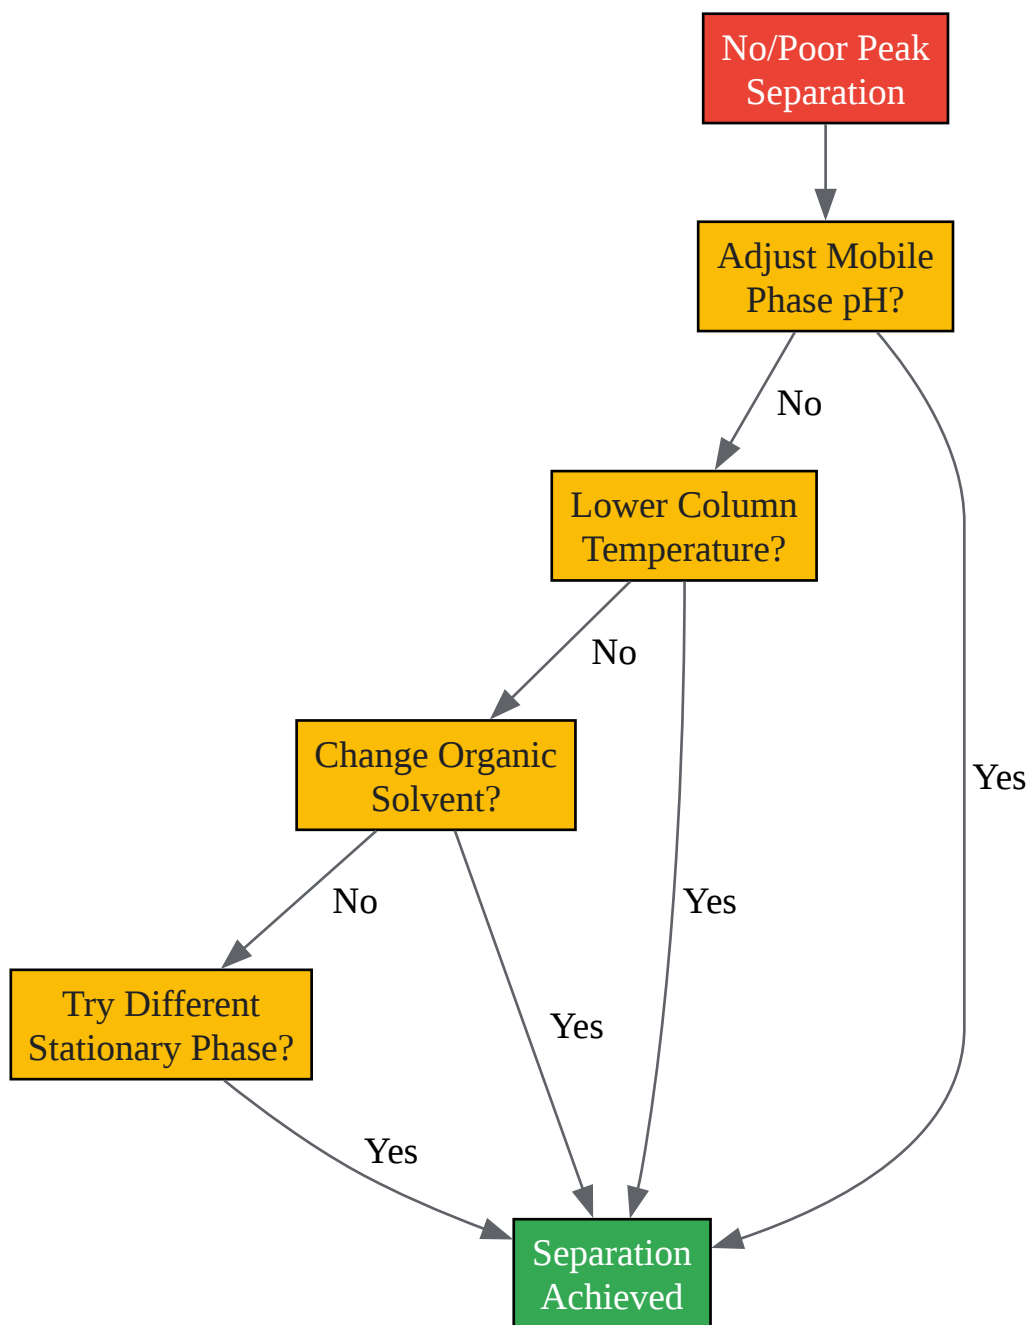 No/Poor Peak
Separation
Adjust Mobile
Phase pH?
No
Lower Column
Temperature?
No
Change Organic
Solvent?
Yes
No
Yes
Try Different
Stationary Phase?
Yes
Yes
Separation
Achieved